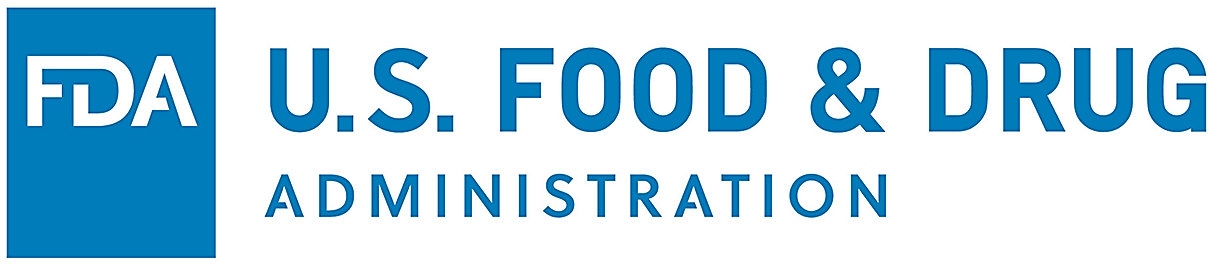 FDA
U.S. FOOD & DRUG
ADMINISTRATION